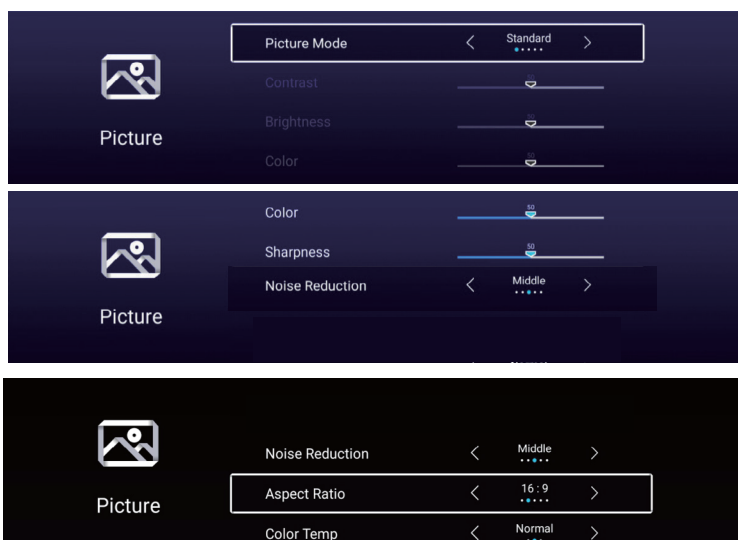 Picture Mode
Standard
Contrast
Brightness
Picture
Color
Color
50
Sharpness
50
Noise Reduction
Middle
Picture
Noise Reduction
Middle
Aspect Ratio
16 : 9
Picture
Color Temp
Normal